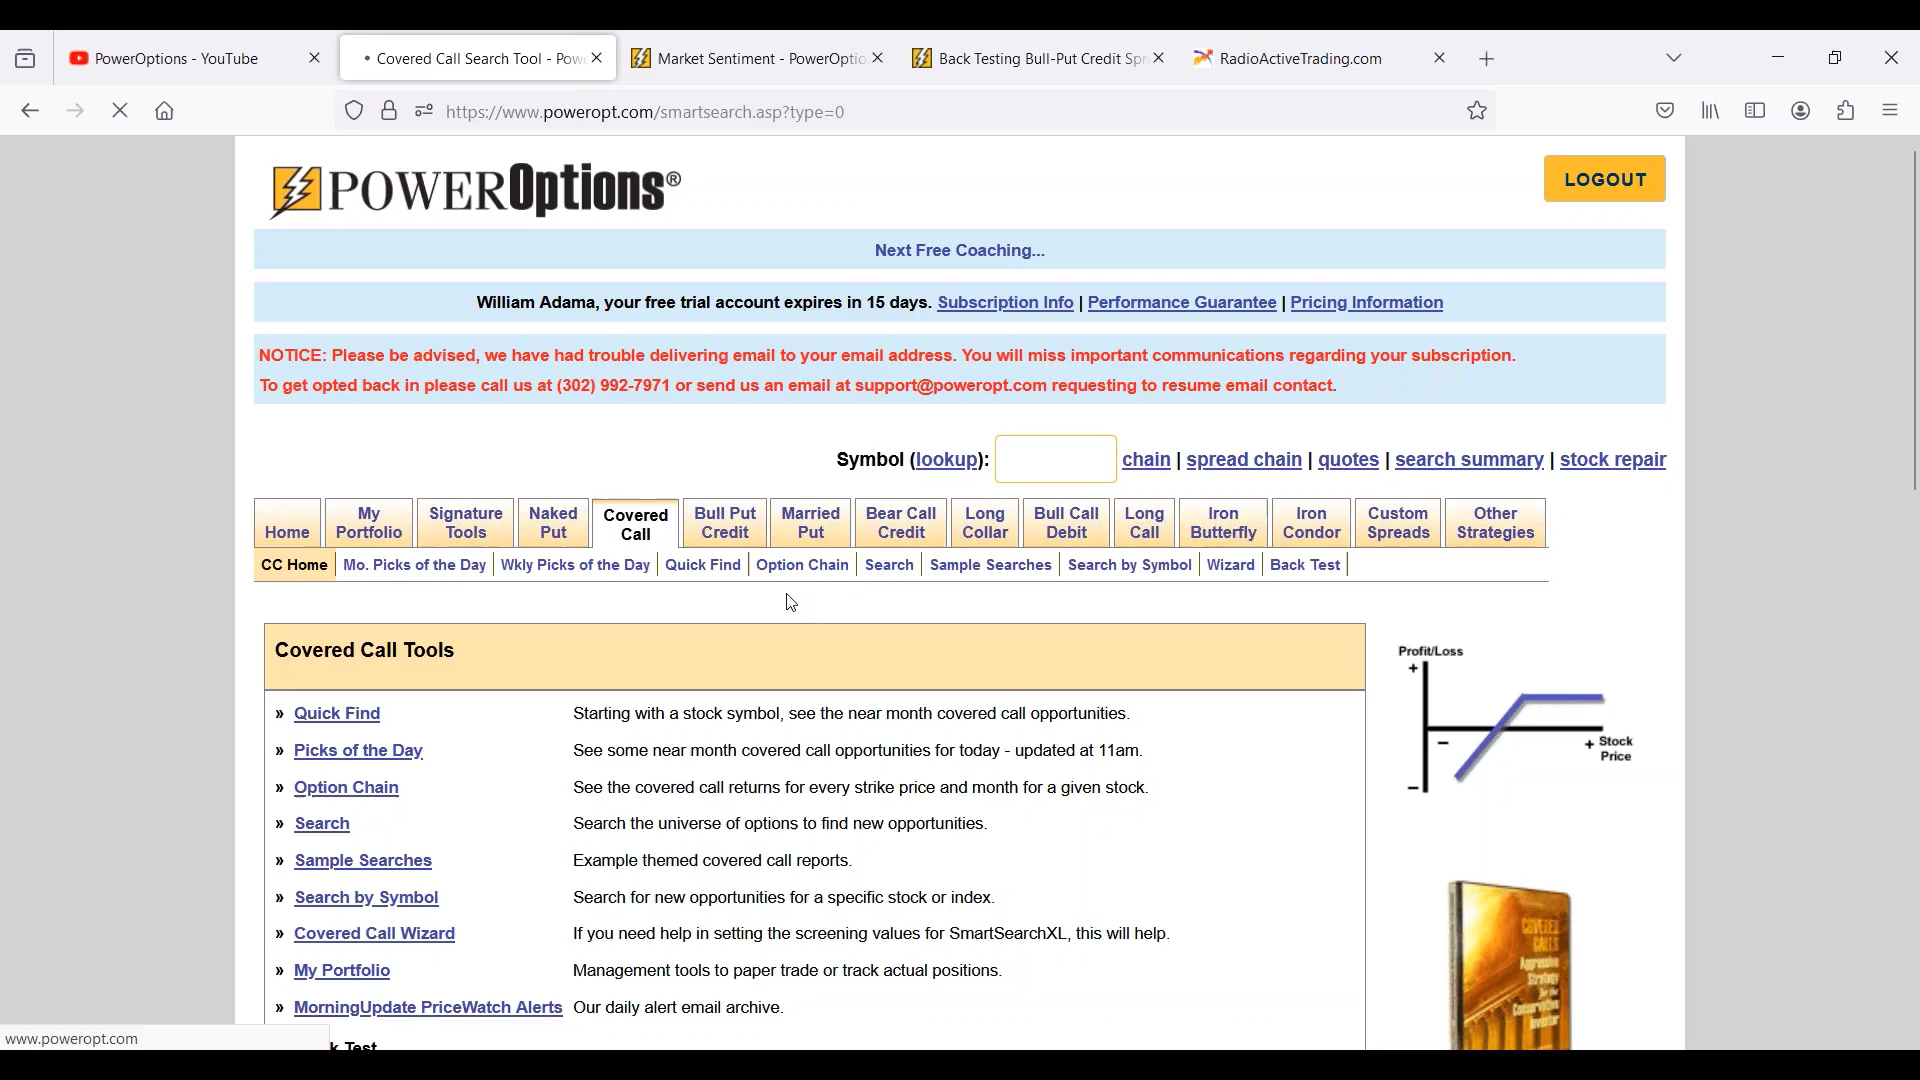 PowerOptions - YouTube
Covered Call Search Tool - Pow
Market Sentiment - PowerOptio
Back Testing Bull-Put Credit Spr
RadioActiveTrading.com
https://www.poweropt.com/smartsearch.asp?type=0
POWEROptions®
LOGOUT
Next Free Coaching...
William Adama, your free trial account expires in 15 days. Subscription Info | Performance Guarantee | Pricing Information
NOTICE: Please be advised, we have had trouble delivering email to your email address. You will miss important communications regarding your subscription.
To get opted back in please call us at (302) 992-7971 or send us an email at support@poweropt.com requesting to resume email contact.
Symbol (lookup): chain | spread chain | quotes | search summary | stock repair
Home
My Portfolio
Signature Tools
Naked Put
Covered Call
Bull Put Credit
Married Put
Bear Call Credit
Long Collar
Bull Call Debit
Long Call
Iron Butterfly
Iron Condor
Custom Spreads
Other Strategies
CC Home | Mo. Picks of the Day | Wkly Picks of the Day | Quick Find | Option Chain | Search | Sample Searches | Search by Symbol | Wizard | Back Test |
Covered Call Tools
» Quick Find Starting with a stock symbol, see the near month covered call opportunities.
» Picks of the Day See some near month covered call opportunities for today - updated at 11am.
» Option Chain See the covered call returns for every strike price and month for a given stock.
» Search Search the universe of options to find new opportunities.
» Sample Searches Example themed covered call reports.
» Search by Symbol Search for new opportunities for a specific stock or index.
» Covered Call Wizard If you need help in setting the screening values for SmartSearchXL, this will help.
» My Portfolio Management tools to paper trade or track actual positions.
» MorningUpdate PriceWatch Alerts Our daily alert email archive.
k Test
Profit/Loss
+
−
+ Stock
Price
−
COVERED
CALLS
Aggressive
Strategy
for the
Conservative
Investor
www.poweropt.com